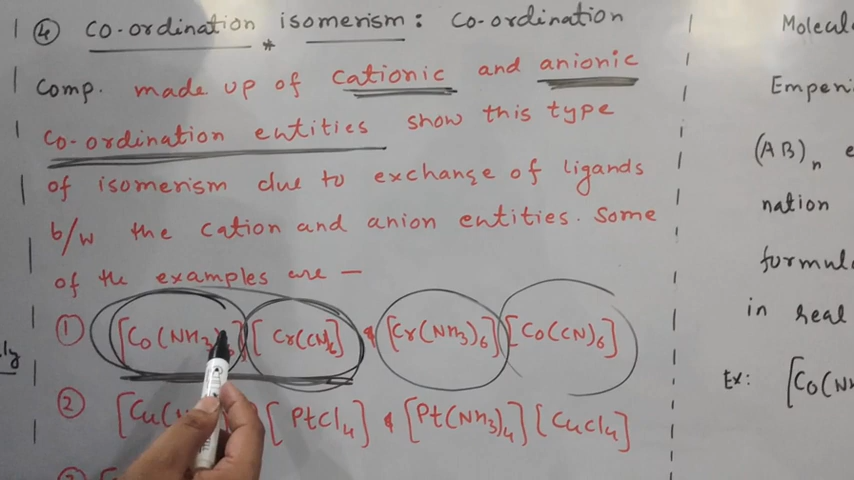 ④ Co-ordination isomerism : Co-ordination
Comp. made up of cationic and anionic
Co-ordination entities show this type
of isomerism due to exchange of ligands
b/w the cation and anion entities. Some
of the examples are —
① [Co(NH3)6] [Cr(CN)6] & [Cr(NH3)6] [Co(CN)6]
② [Cu( [PtCl4] & [Pt(NH3)4] [CuCl4]
Molecul
Emperi
(AB)n e
nation
formul
in real
Ex: [Co(N